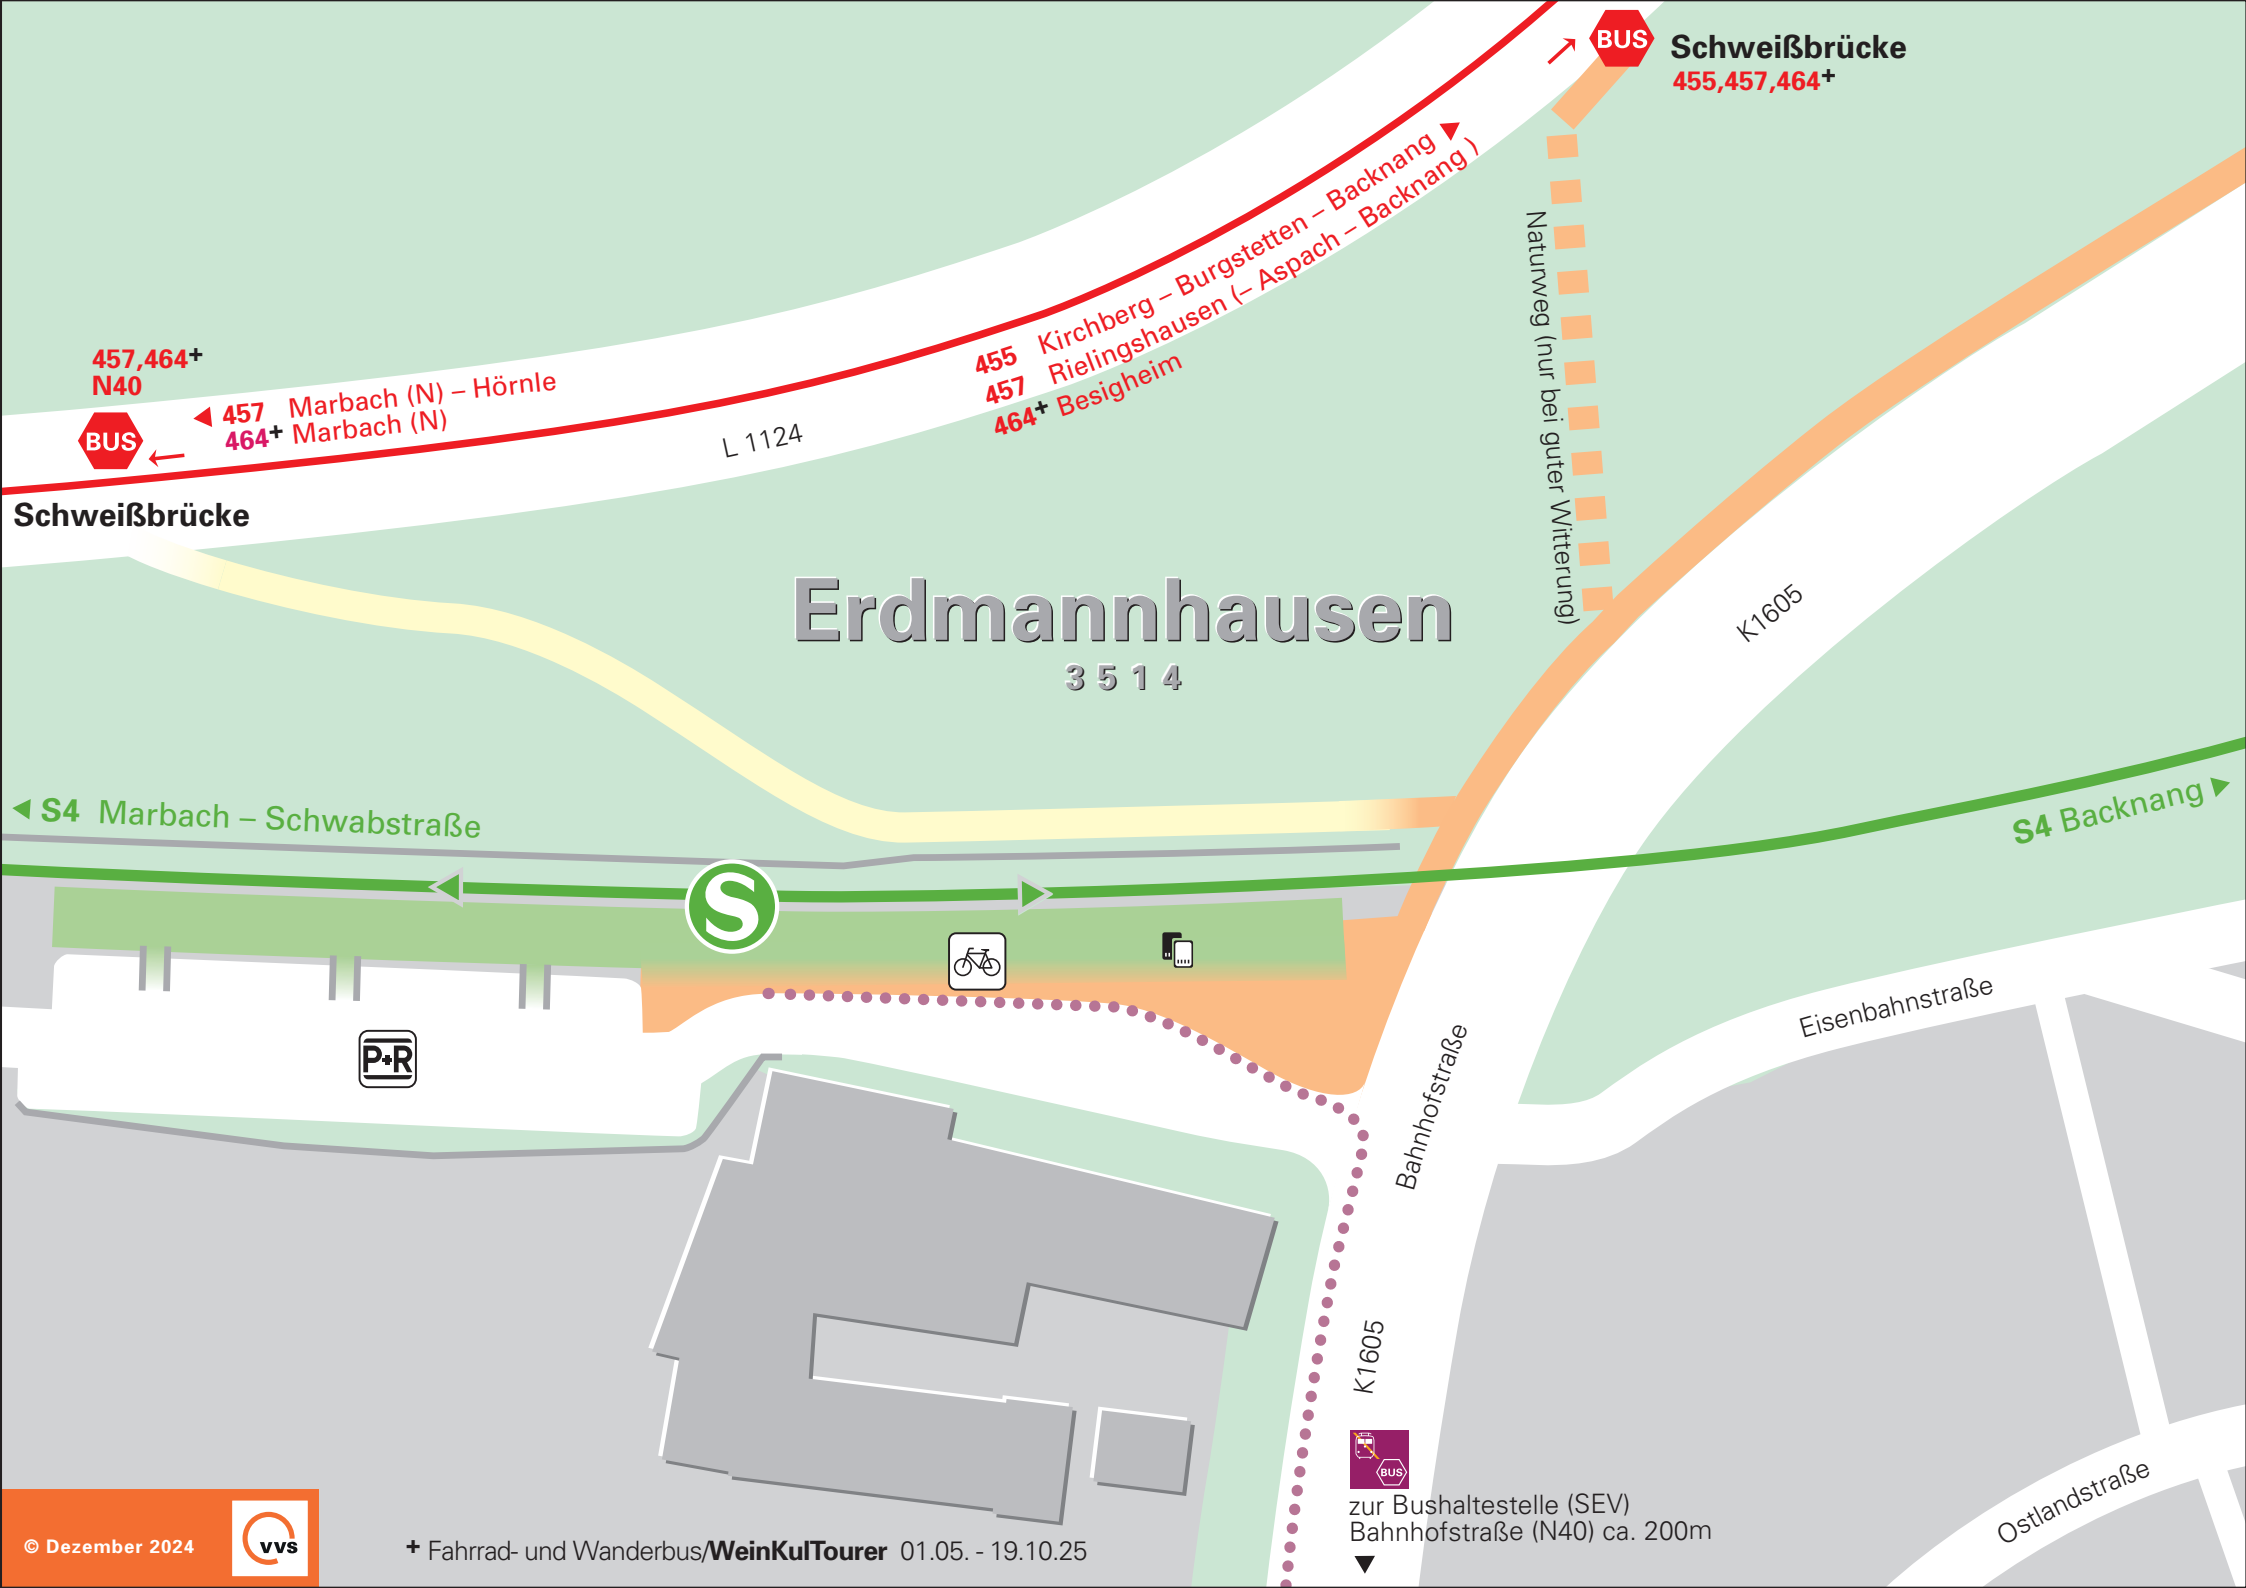 BUS
Schweißbrücke
455,457,464+
455 Kirchberg – Burgstetten – Backnang
457 Rielingshausen (– Aspach – Backnang )
464+ Besigheim
Naturweg (nur bei guter Witterung)
457,464+
N40
BUS
457 Marbach (N) – Hörnle
464+ Marbach (N)
L 1124
Schweißbrücke
Erdmannhausen
3514
K1605
S4 Marbach – Schwabstraße
S4 Backnang
S
P+R
Eisenbahnstraße
Bahnhofstraße
K1605
BUS
zur Bushaltestelle (SEV)
Bahnhofstraße (N40) ca. 200m
Ostlandstraße
© Dezember 2024
vvs
+ Fahrrad- und Wanderbus/WeinKulTourer 01.05. - 19.10.25